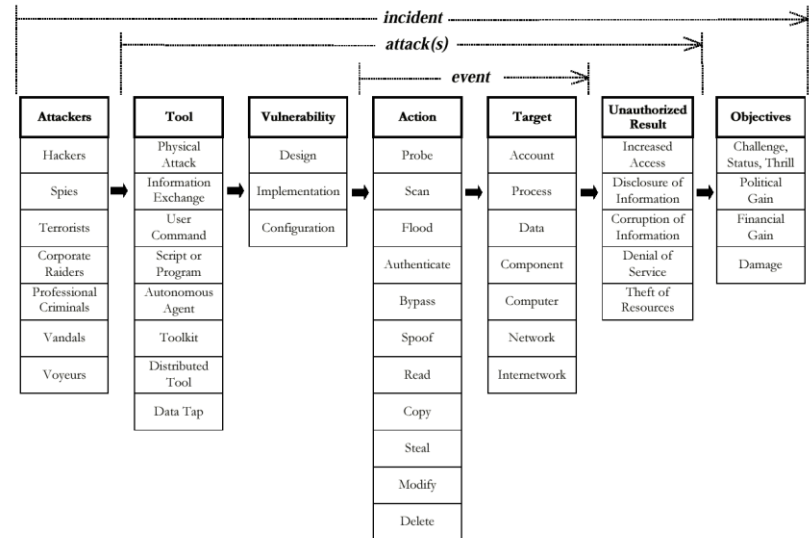 incident
attack(s)
event
Attackers
Hackers
Spies
Terrorists
Corporate
Raiders
Professional
Criminals
Vandals
Voyeurs
Tool
Physical
Attack
Information
Exchange
User
Command
Script or
Program
Autonomous
Agent
Toolkit
Distributed
Tool
Data Tap
Vulnerability
Design
Implementation
Configuration
Action
Probe
Scan
Flood
Authenticate
Bypass
Spoof
Read
Copy
Steal
Modify
Delete
Target
Account
Process
Data
Component
Computer
Network
Internetwork
Unauthorized
Result
Increased
Access
Disclosure of
Information
Corruption of
Information
Denial of
Service
Theft of
Resources
Objectives
Challenge,
Status, Thrill
Political
Gain
Financial
Gain
Damage